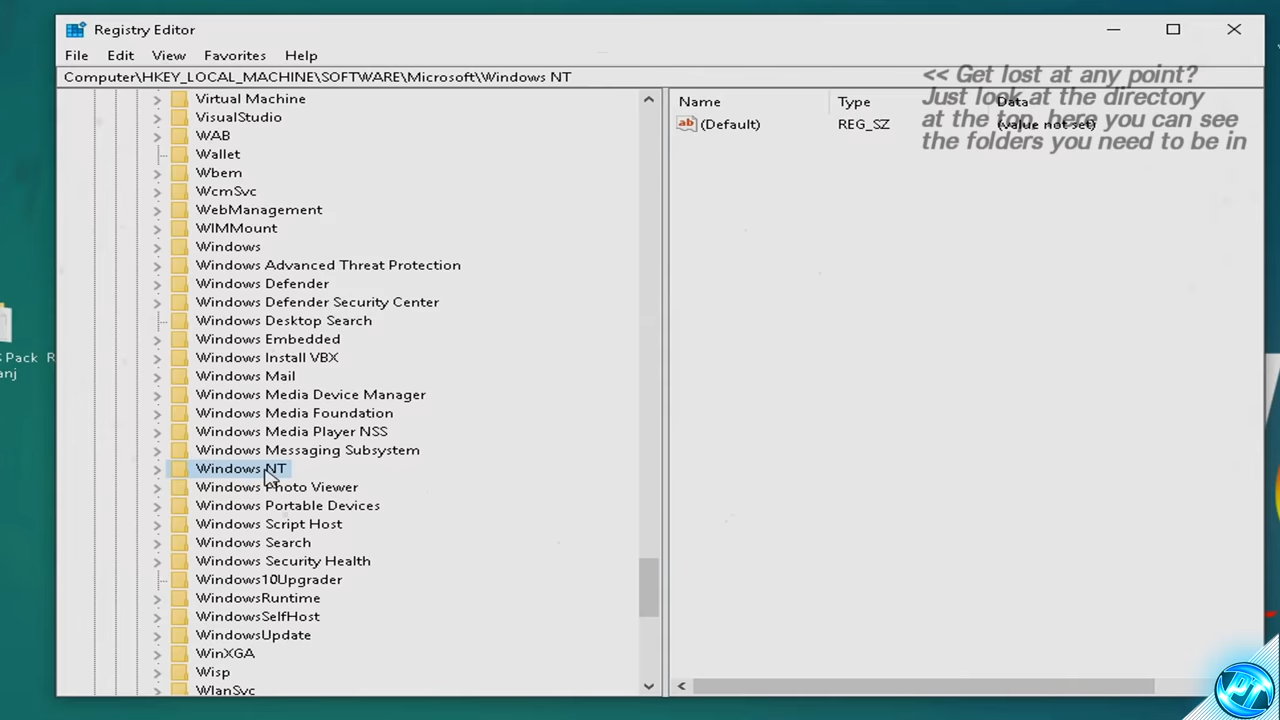 Registry Editor
File Edit View Favorites Help
Computer\HKEY_LOCAL_MACHINE\SOFTWARE\Microsoft\Windows NT
<< Get lost at any point?
Just look at the directory
at the top, here you can see
the folders you need to be in
Name Type Data
(Default) REG_SZ (value not set)
Virtual Machine
VisualStudio
WAB
Wallet
Wbem
WcmSvc
WebManagement
WIMMount
Windows
Windows Advanced Threat Protection
Windows Defender
Windows Defender Security Center
Windows Desktop Search
Windows Embedded
Windows Install VBX
Windows Mail
Windows Media Device Manager
Windows Media Foundation
Windows Media Player NSS
Windows Messaging Subsystem
Windows NT
Windows Photo Viewer
Windows Portable Devices
Windows Script Host
Windows Search
Windows Security Health
Windows10Upgrader
WindowsRuntime
WindowsSelfHost
WindowsUpdate
WinXGA
Wisp
WlanSvc
Pack R
anj
PT